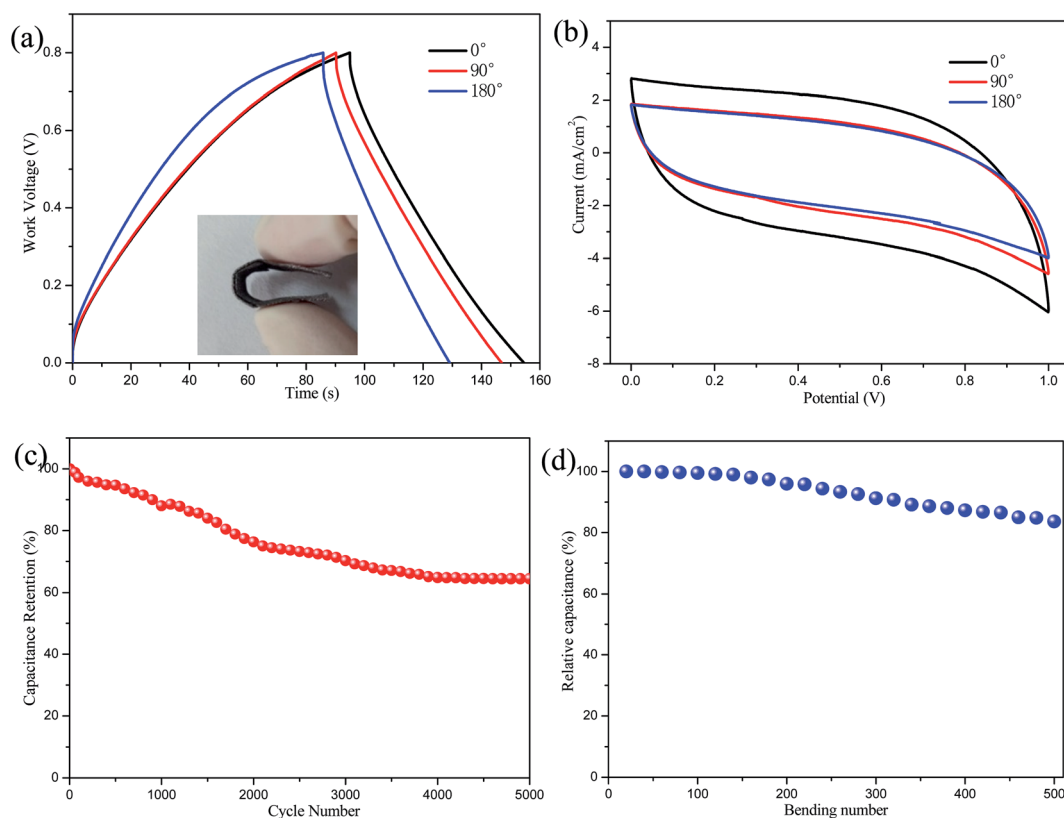 (a)
0°
90°
180°
Work Voltage (V)
0.8
0.6
0.4
0.2
0.0
0 20 40 60 80 100 120 140 160
Time (s)
(b)
0°
90°
180°
Current (mA/cm²)
4
2
0
-2
-4
-6
-8
0.0 0.2 0.4 0.6 0.8 1.0
Potential (V)
(c)
Capacitance Retention (%)
100
80
60
40
20
0
0 1000 2000 3000 4000 5000
Cycle Number
(d)
Relative capacitance (%)
100
80
60
40
20
0
0 100 200 300 400 500
Bending number